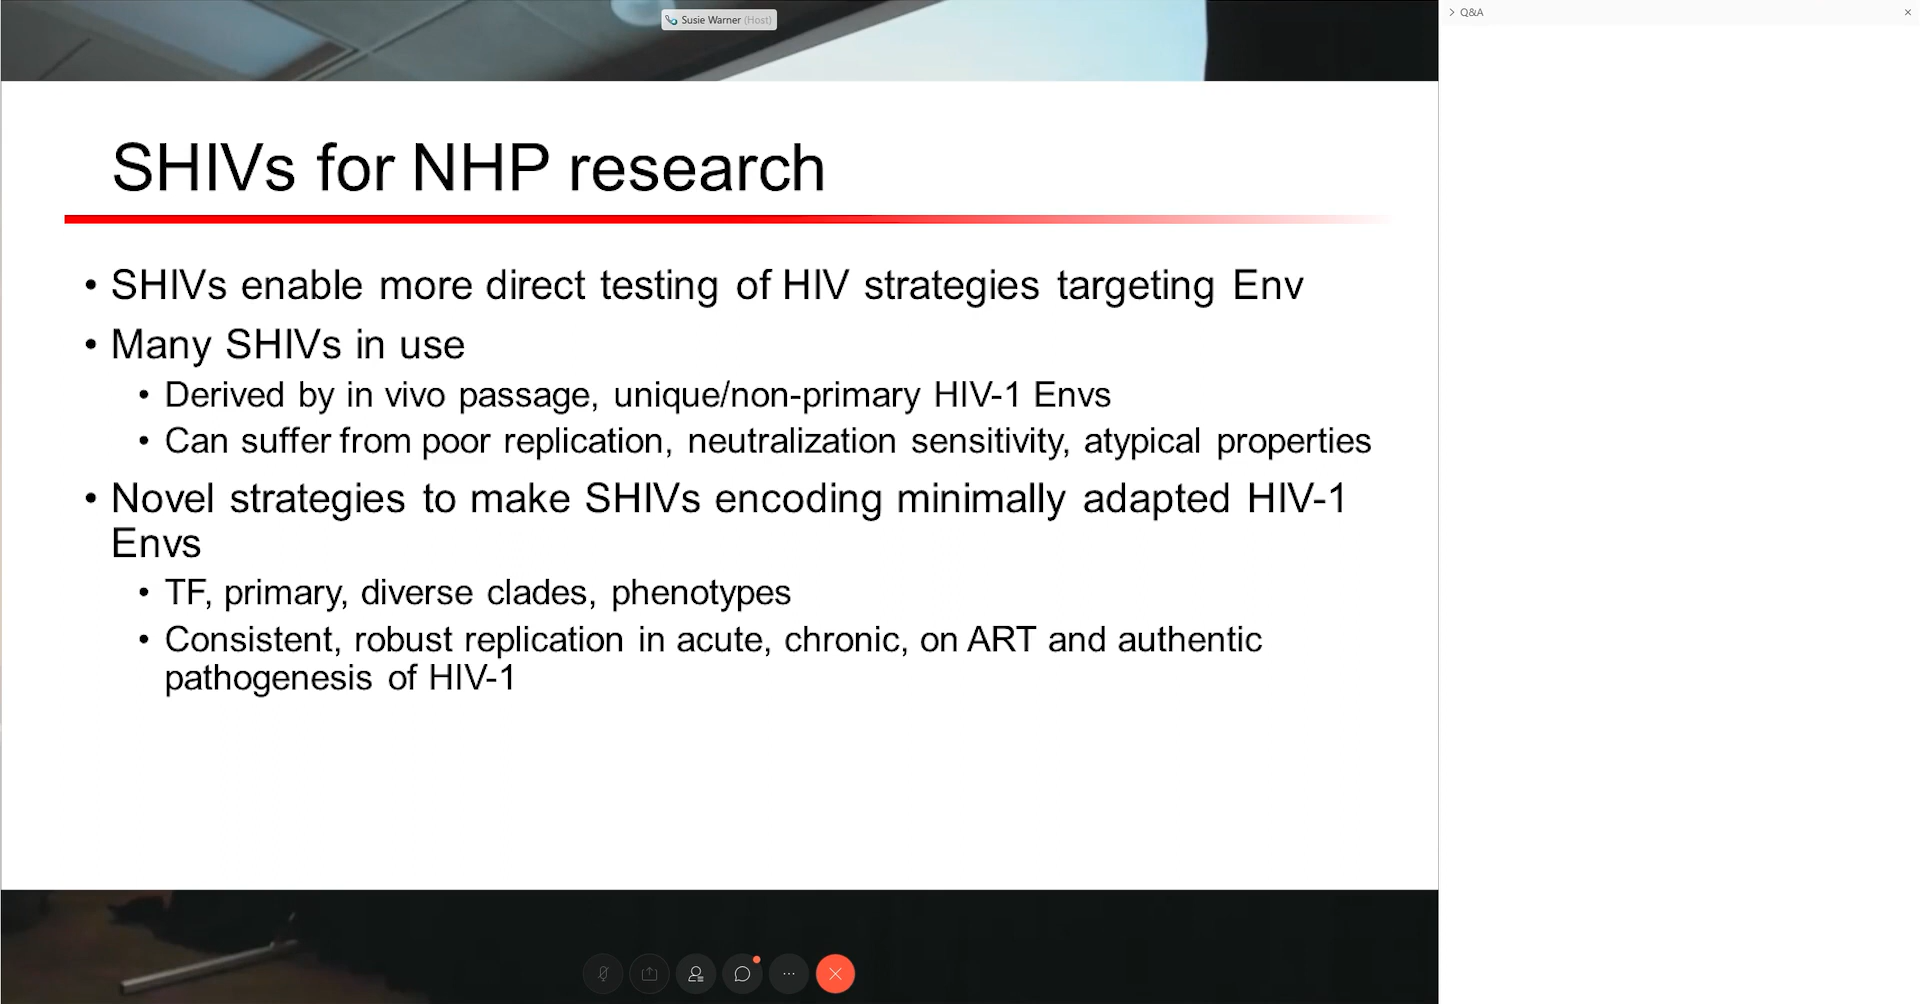 Susie Warner (Host)
Q&A
SHIVs for NHP research
• SHIVs enable more direct testing of HIV strategies targeting Env
• Many SHIVs in use
• Derived by in vivo passage, unique/non-primary HIV-1 Envs
• Can suffer from poor replication, neutralization sensitivity, atypical properties
• Novel strategies to make SHIVs encoding minimally adapted HIV-1
Envs
• TF, primary, diverse clades, phenotypes
• Consistent, robust replication in acute, chronic, on ART and authentic
pathogenesis of HIV-1